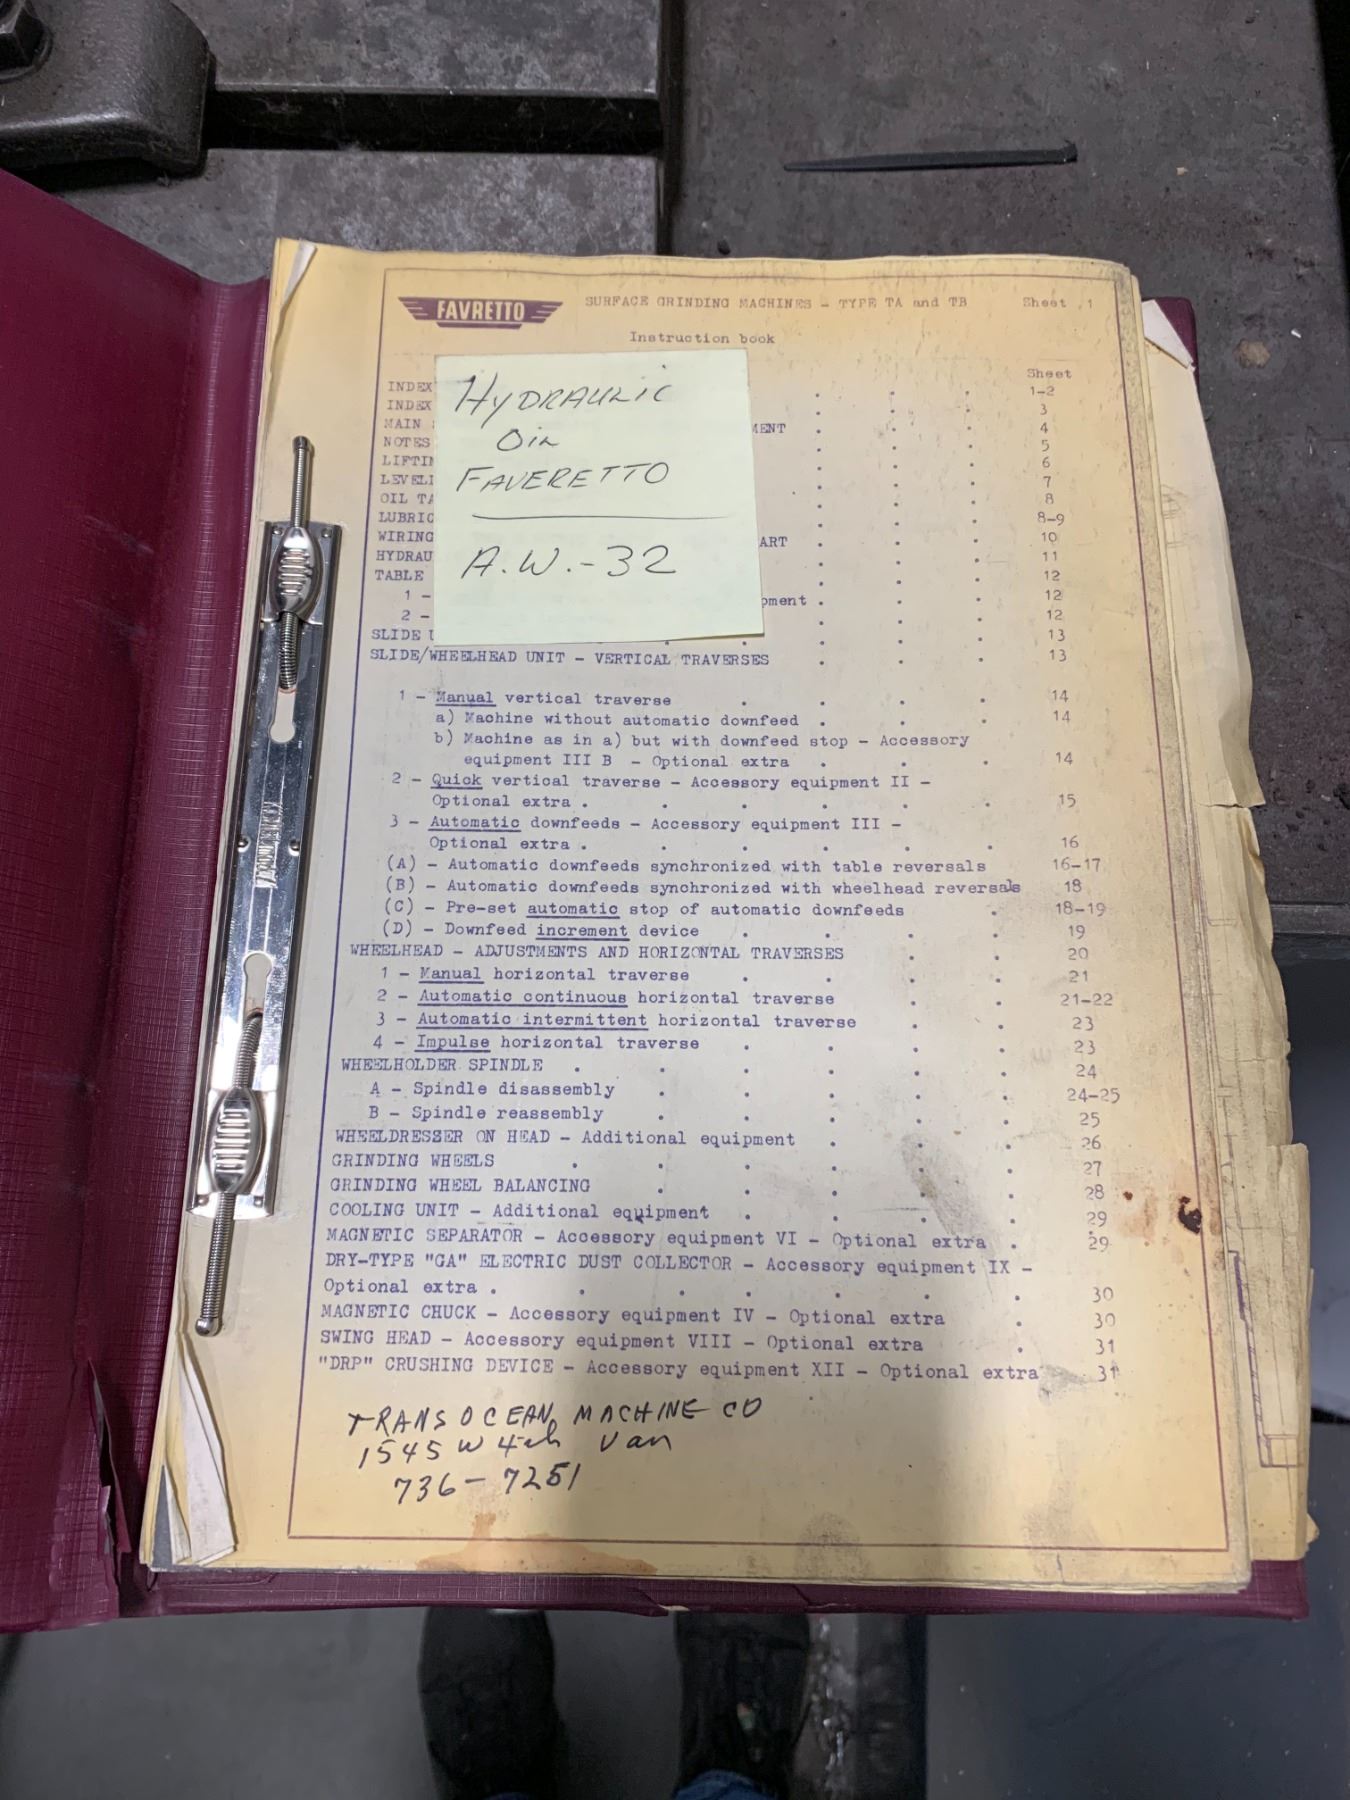 FAVRETTO SURFACE GRINDING MACHINES - TYPE TA and TB Sheet 1
Instruction book
Sheet
INDEX . . . 1-2
INDEX . . . 3
MAIN MENT . . . 4
NOTES . . . 5
LIFTIN . . . 6
LEVELI . . . 7
OIL TA . . . 8
LUBRIC . . . 8-9
WIRING ART . . . 10
HYDRAU . . . 11
TABLE . . . 12
1 - pment . . . 12
2 - . . . 12
SLIDE U . . . 13
SLIDE/WHEELHEAD UNIT - VERTICAL TRAVERSES . . . 13
HYDRAULIC
OIL
FAVERETTO
A.W.-32
1 - Manual vertical traverse . . . . 14
a) Machine without automatic downfeed . . . 14
b) Machine as in a) but with downfeed stop - Accessory
equipment III B - Optional extra . . . 14
2 - Quick vertical traverse - Accessory equipment II -
Optional extra . . . . . . 15
3 - Automatic downfeeds - Accessory equipment III -
Optional extra . . . . . . 16
(A) - Automatic downfeeds synchronized with table reversals 16-17
(B) - Automatic downfeeds synchronized with wheelhead reversals 18
(C) - Pre-set automatic stop of automatic downfeeds . 18-19
(D) - Downfeed increment device . . . . 19
WHEELHEAD - ADJUSTMENTS AND HORIZONTAL TRAVERSES . . 20
1 - Manual horizontal traverse . . . . 21
2 - Automatic continuous horizontal traverse . . 21-22
3 - Automatic intermittent horizontal traverse . . 23
4 - Impulse horizontal traverse . . . . 23
WHEELHOLDER SPINDLE . . . . . . 24
A - Spindle disassembly . . . . . 24-25
B - Spindle reassembly . . . . . 25
WHEELDRESSER ON HEAD - Additional equipment . . . 26
GRINDING WHEELS . . . . . . 27
GRINDING WHEEL BALANCING . . . . . 28
COOLING UNIT - Additional equipment . . . . 29
MAGNETIC SEPARATOR - Accessory equipment VI - Optional extra . 29
DRY-TYPE "GA" ELECTRIC DUST COLLECTOR - Accessory equipment IX -
Optional extra . . . . . . . 30
MAGNETIC CHUCK - Accessory equipment IV - Optional extra . 30
SWING HEAD - Accessory equipment VIII - Optional extra . 31
"DRP" CRUSHING DEVICE - Accessory equipment XII - Optional extra 31
TRANS OCEAN MACHINE CO
1545 W 4th Van
736-7251